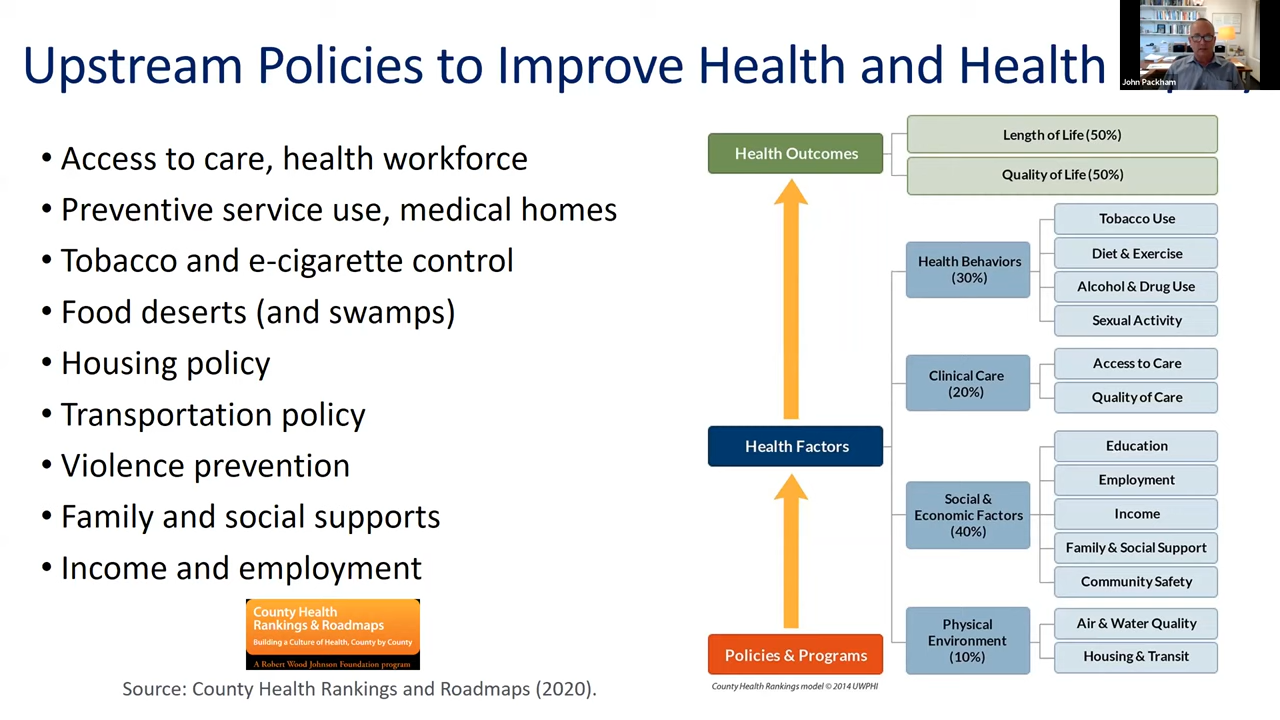 Upstream Policies to Improve Health and Health
John Packham
• Access to care, health workforce
• Preventive service use, medical homes
• Tobacco and e-cigarette control
• Food deserts (and swamps)
• Housing policy
• Transportation policy
• Violence prevention
• Family and social supports
• Income and employment
County Health
Rankings & Roadmaps
Building a Culture of Health, County by County
A Robert Wood Johnson Foundation program
Source: County Health Rankings and Roadmaps (2020).
Health Outcomes
Length of Life (50%)
Quality of Life (50%)
Health Factors
Health Behaviors
(30%)
Tobacco Use
Diet & Exercise
Alcohol & Drug Use
Sexual Activity
Clinical Care
(20%)
Access to Care
Quality of Care
Social &
Economic Factors
(40%)
Education
Employment
Income
Family & Social Support
Community Safety
Physical
Environment
(10%)
Air & Water Quality
Housing & Transit
Policies & Programs
County Health Rankings model © 2014 UWPHI